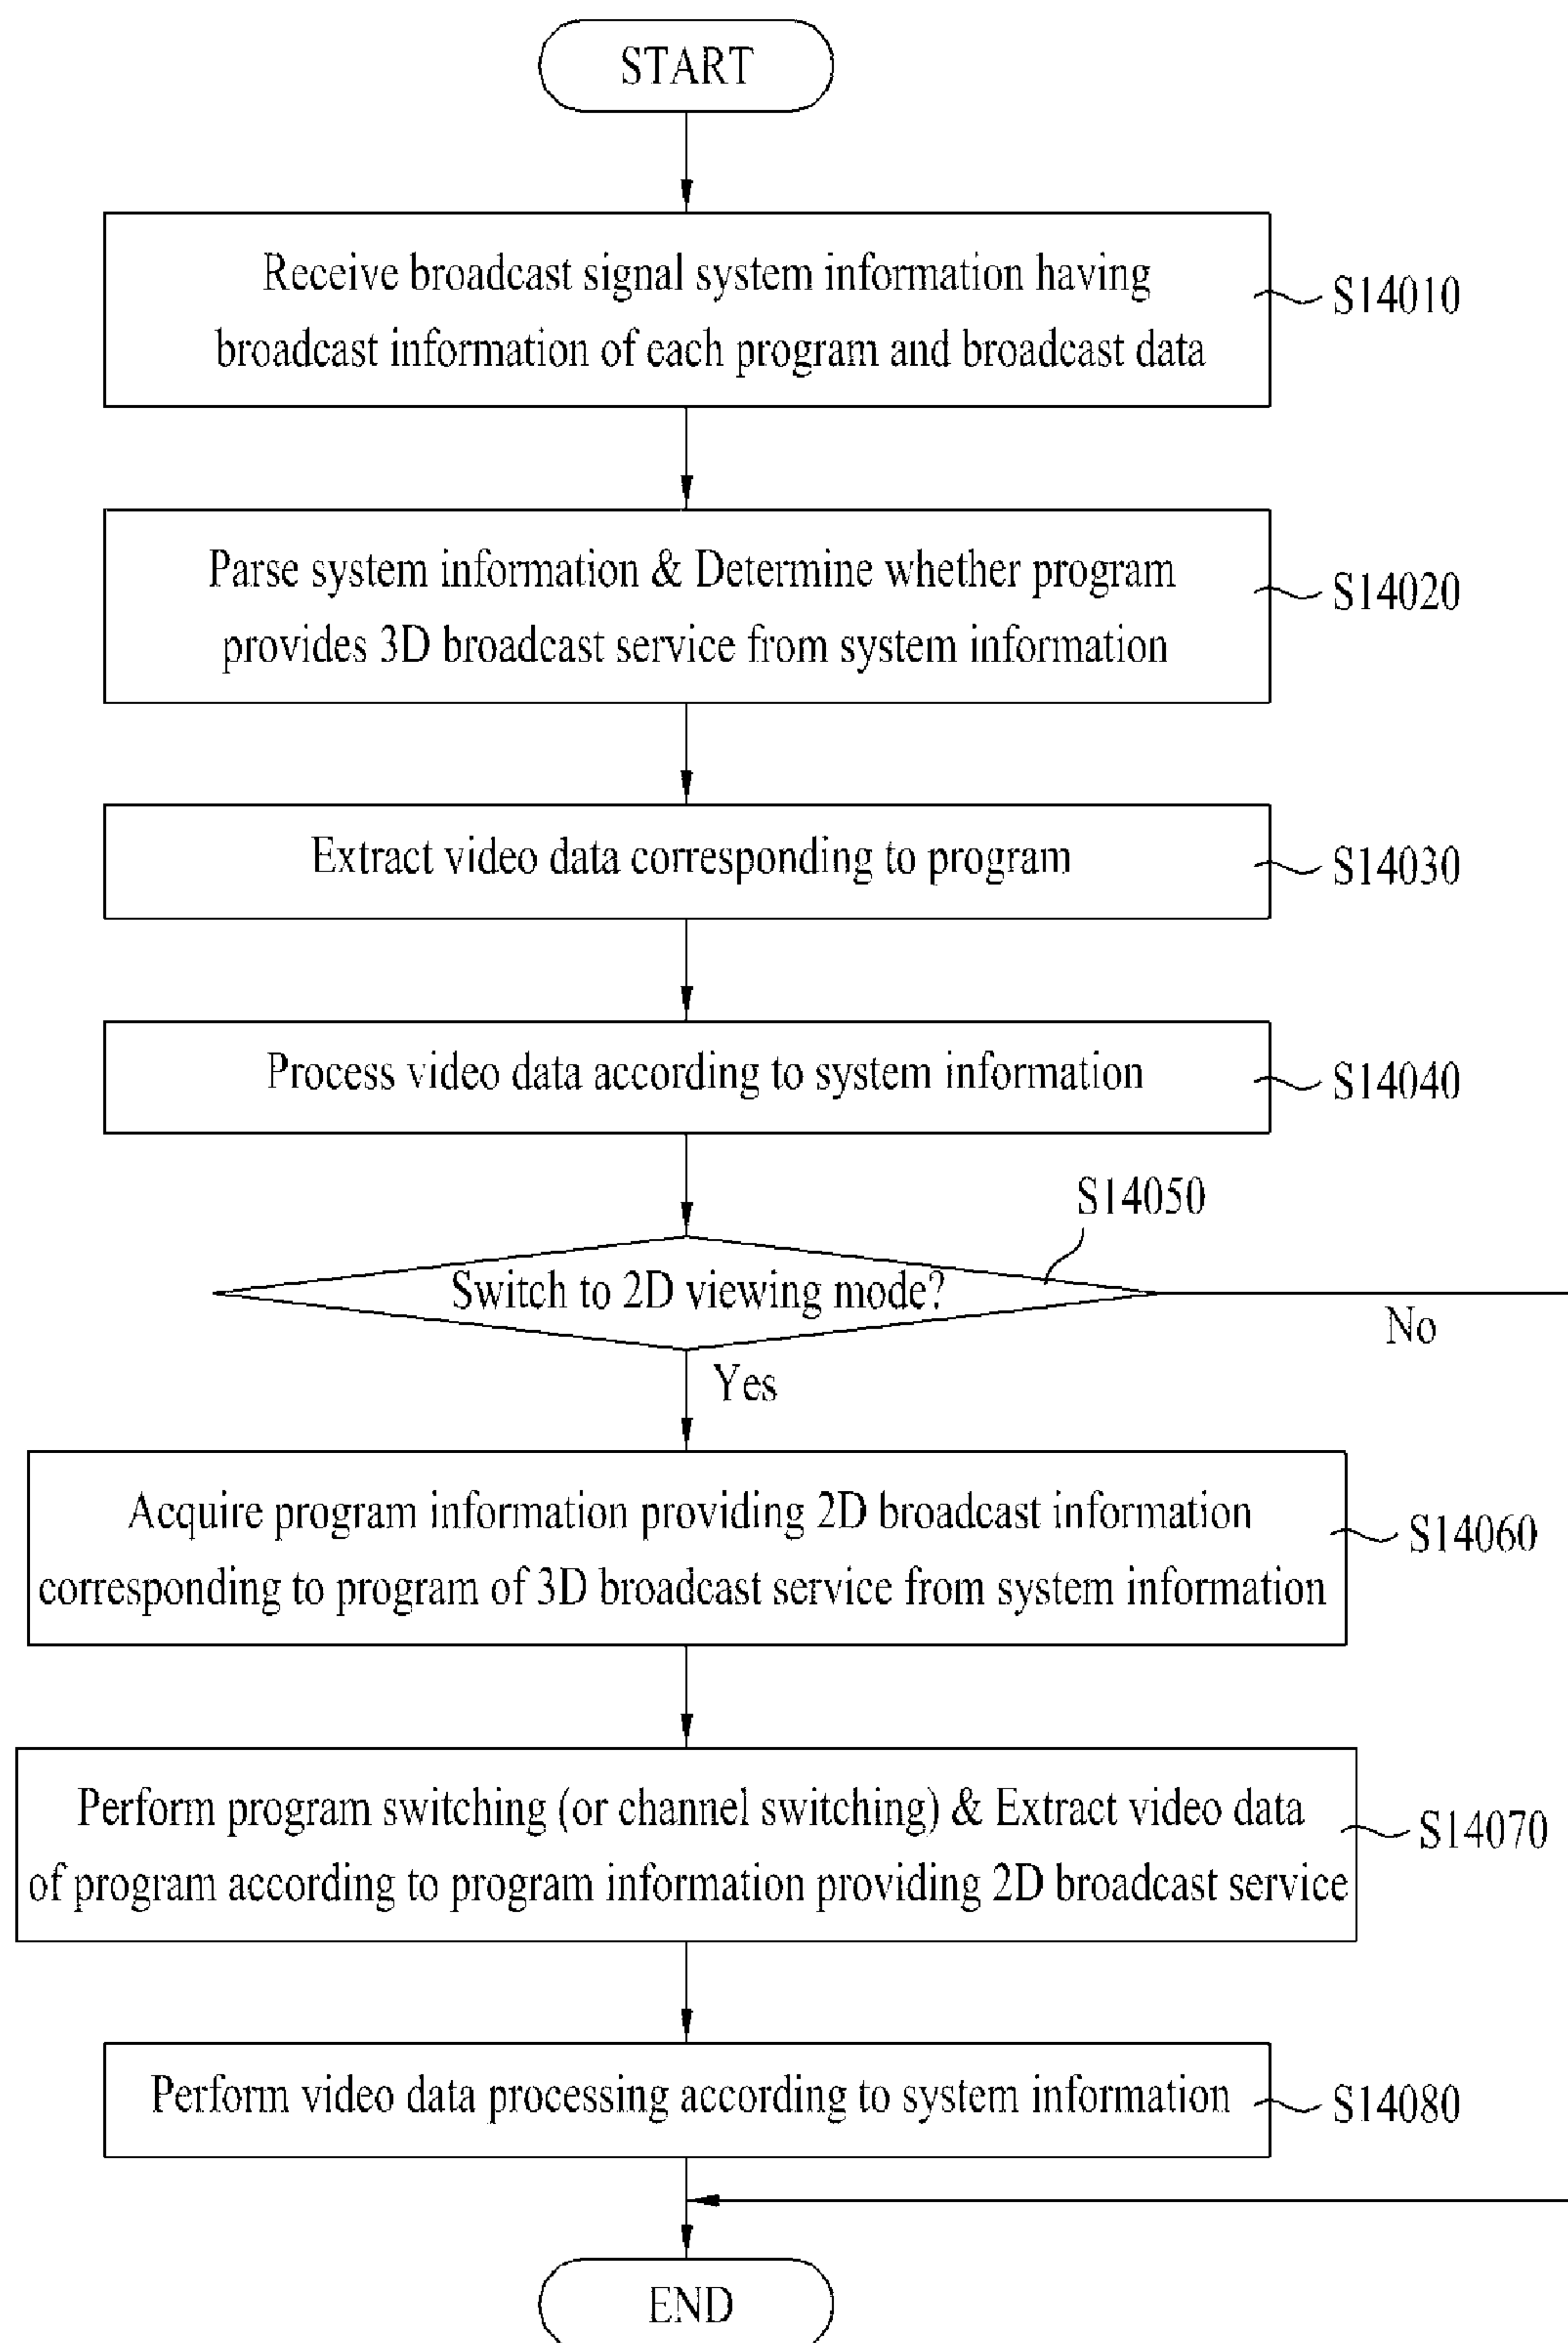 START
Receive broadcast signal system information having
broadcast information of each program and broadcast data
S14010
Parse system information & Determine whether program
provides 3D broadcast service from system information
S14020
Extract video data corresponding to program
S14030
Process video data according to system information
S14040
S14050
Switch to 2D viewing mode?
No
Yes
Acquire program information providing 2D broadcast information
corresponding to program of 3D broadcast service from system information
S14060
Perform program switching (or channel switching) & Extract video data
of program according to program information providing 2D broadcast service
S14070
Perform video data processing according to system information
S14080
END